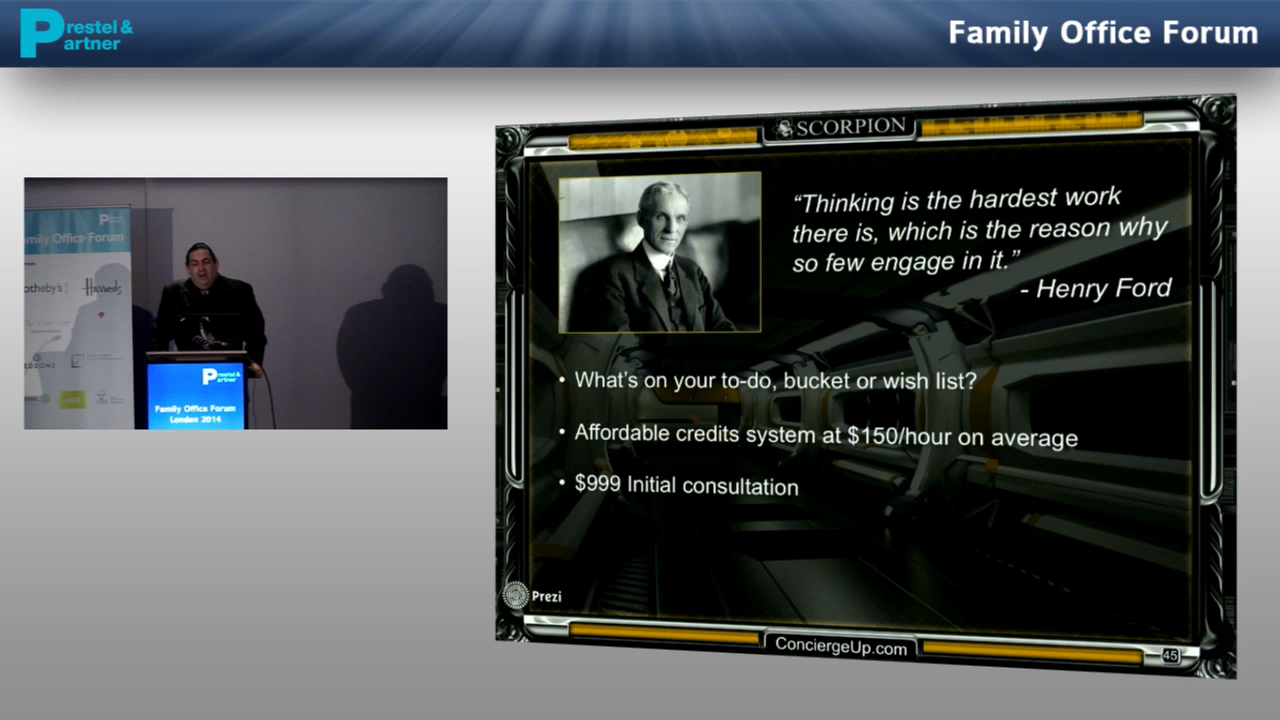 Prestel &
Partner
Family Office Forum
SCORPION
“Thinking is the hardest work
there is, which is the reason why
so few engage in it.”
- Henry Ford
• What’s on your to-do, bucket or wish list?
• Affordable credits system at $150/hour on average
• $999 Initial consultation
Prezi
ConciergeUp.com
45
Family Office Forum
Harrods
Prestel &
Partner
Family Office Forum
London 2014